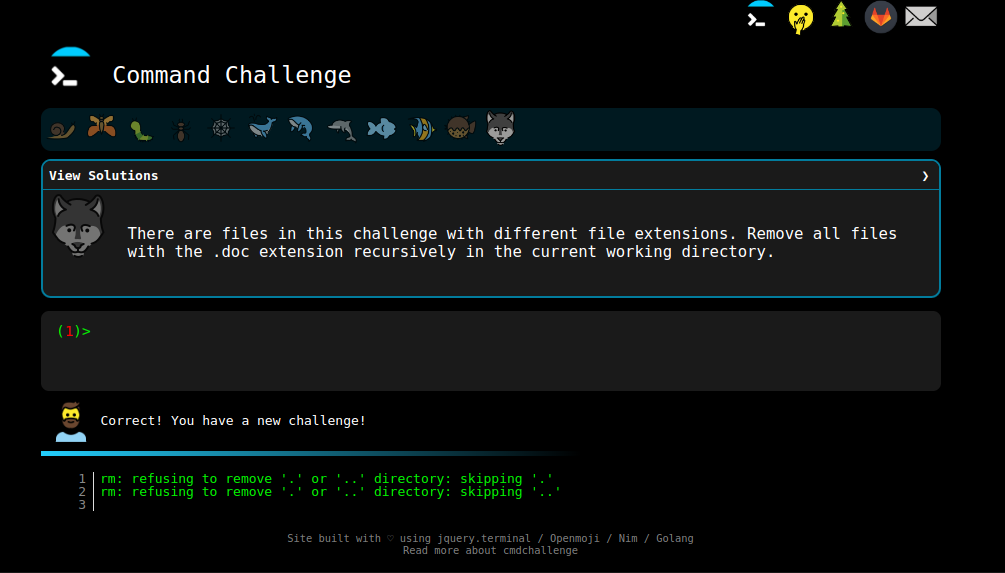 Command Challenge
View Solutions ❯
There are files in this challenge with different file extensions. Remove all files
with the .doc extension recursively in the current working directory.
(1)>
Correct! You have a new challenge!
1 rm: refusing to remove '.' or '..' directory: skipping '.'
2 rm: refusing to remove '.' or '..' directory: skipping '..'
3
Site built with ♡ using jquery.terminal / Openmoji / Nim / Golang
Read more about cmdchallenge